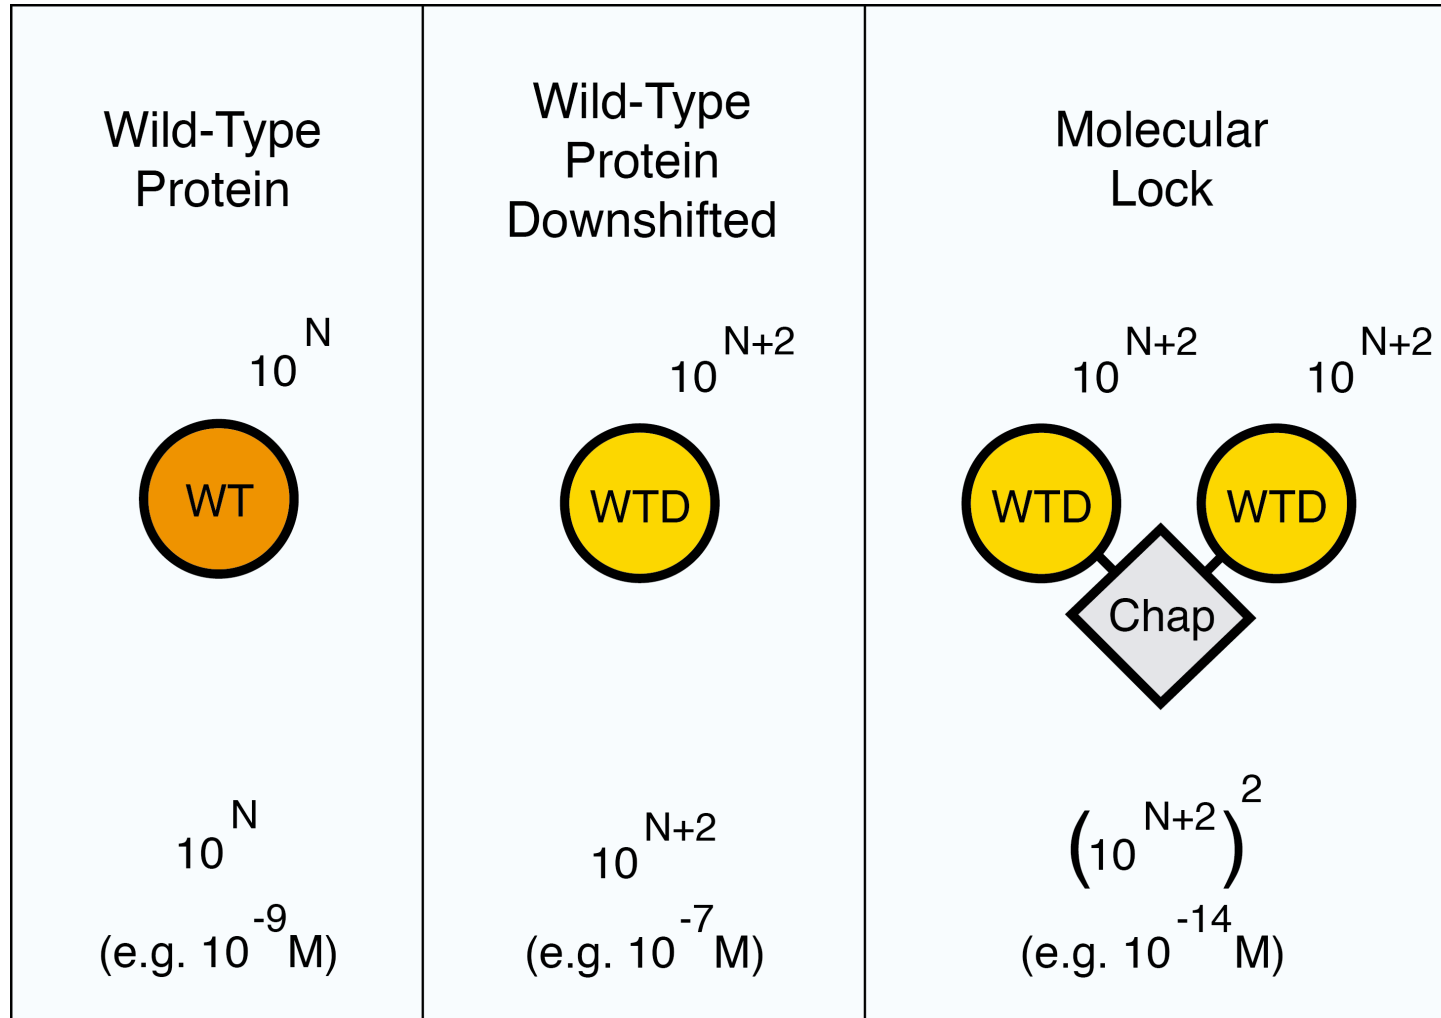 Wild-Type
Protein
10^N
WT
10^N
(e.g. 10^-9 M)
Wild-Type
Protein
Downshifted
10^N+2
WTD
10^N+2
(e.g. 10^-7 M)
Molecular
Lock
10^N+2 10^N+2
WTD WTD
Chap
(10^N+2)^2
(e.g. 10^-14 M)